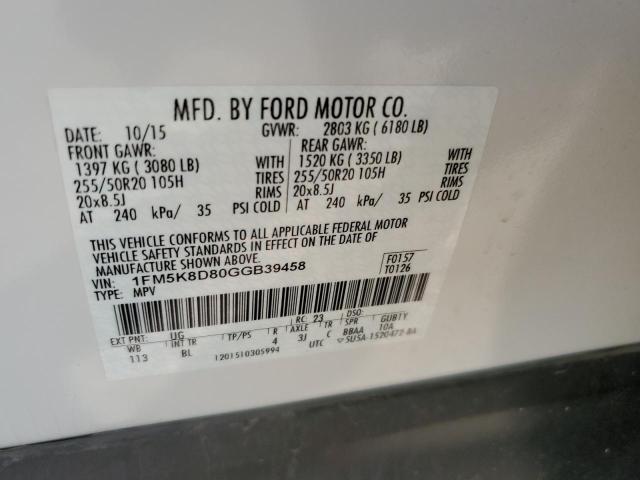 MFD. BY FORD MOTOR CO.
DATE: 10/15 GVWR: 2803 KG ( 6180 LB)
FRONT GAWR: REAR GAWR:
1397 KG ( 3080 LB) WITH 1520 KG ( 3350 LB) WITH
255/50R20 105H TIRES 255/50R20 105H TIRES
20x8.5J RIMS 20x8.5J RIMS
AT 240 kPa/ 35 PSI COLD AT 240 kPa/ 35 PSI COLD
THIS VEHICLE CONFORMS TO ALL APPLICABLE FEDERAL MOTOR
VEHICLE SAFETY STANDARDS IN EFFECT ON THE DATE OF
MANUFACTURE SHOWN ABOVE.
VIN: 1FM5K8D80GGB39458 F0157
TYPE: MPV T0126
EXT PNT: UG RC: 23 DSO:
WB INT TR TP/PS R AXLE TR SPR GUB1Y
113 BL 4 3J C BBAA 10A
1201510305994 UTC 5U5A-1520472-BA